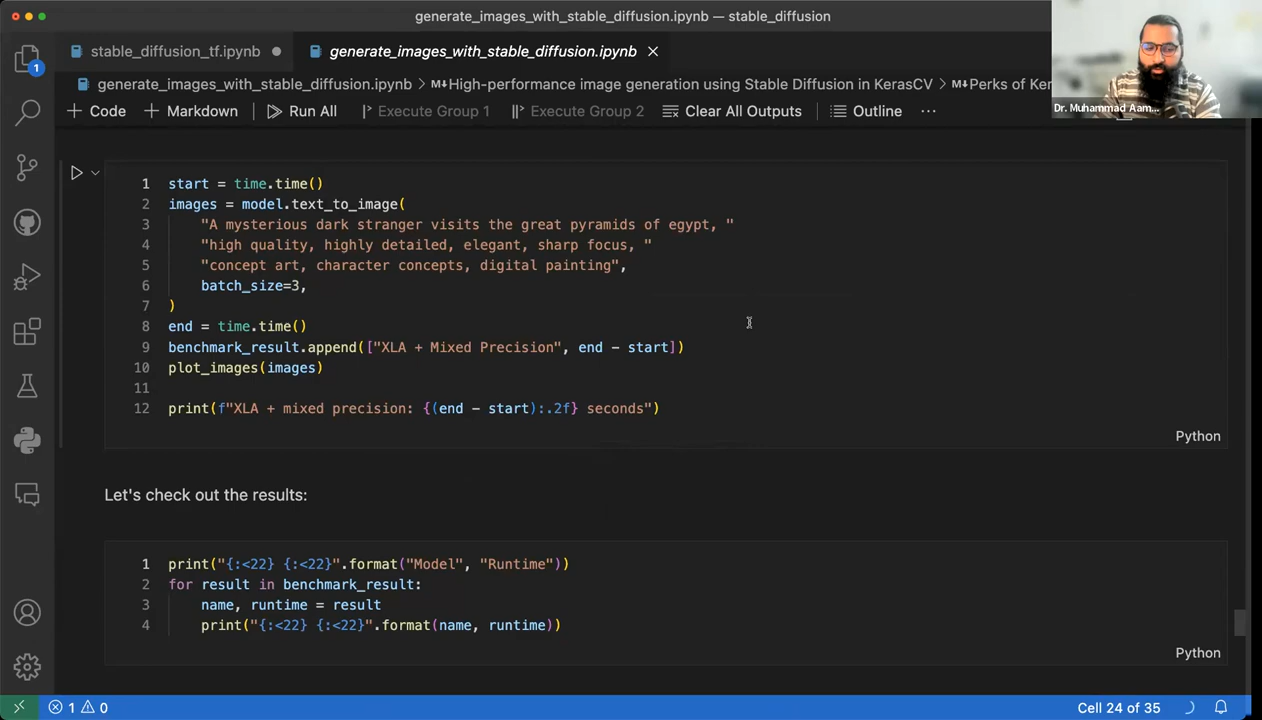 generate_images_with_stable_diffusion.ipynb — stable_diffusion
stable_diffusion_tf.ipynb
generate_images_with_stable_diffusion.ipynb
generate_images_with_stable_diffusion.ipynb > M↓High-performance image generation using Stable Diffusion in KerasCV > M↓Perks of Ker
Dr. Muhammad Aam...
+ Code + Markdown Run All Execute Group 1 Execute Group 2 Clear All Outputs Outline ...
1
1 start = time.time()
2 images = model.text_to_image(
3 "A mysterious dark stranger visits the great pyramids of egypt, "
4 "high quality, highly detailed, elegant, sharp focus, "
5 "concept art, character concepts, digital painting",
6 batch_size=3,
7 )
8 end = time.time()
9 benchmark_result.append(["XLA + Mixed Precision", end - start])
10 plot_images(images)
11
12 print(f"XLA + mixed precision: {(end - start):.2f} seconds")
Python
Let's check out the results:
1 print("{:<22} {:<22}".format("Model", "Runtime"))
2 for result in benchmark_result:
3 name, runtime = result
4 print("{:<22} {:<22}".format(name, runtime))
Python
1 0
Cell 24 of 35